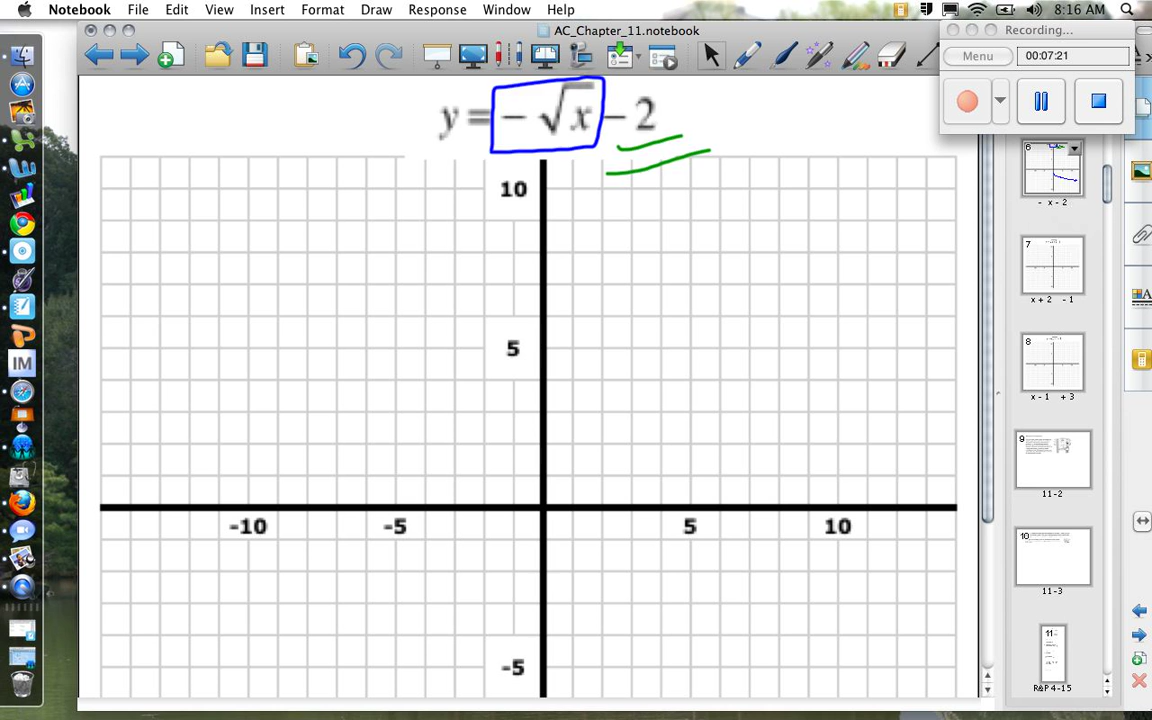 Notebook File Edit View Insert Format Draw Response Window Help 8:16 AM
AC_Chapter_11.notebook
Recording...
Menu 00:07:21
y = - √x - 2
10
5
-10 -5 5 10
-5
6
- x - 2
7
x + 2 - 1
8
x - 1 + 3
9
11-2
10
11-3
11
R&P 4-15
IM